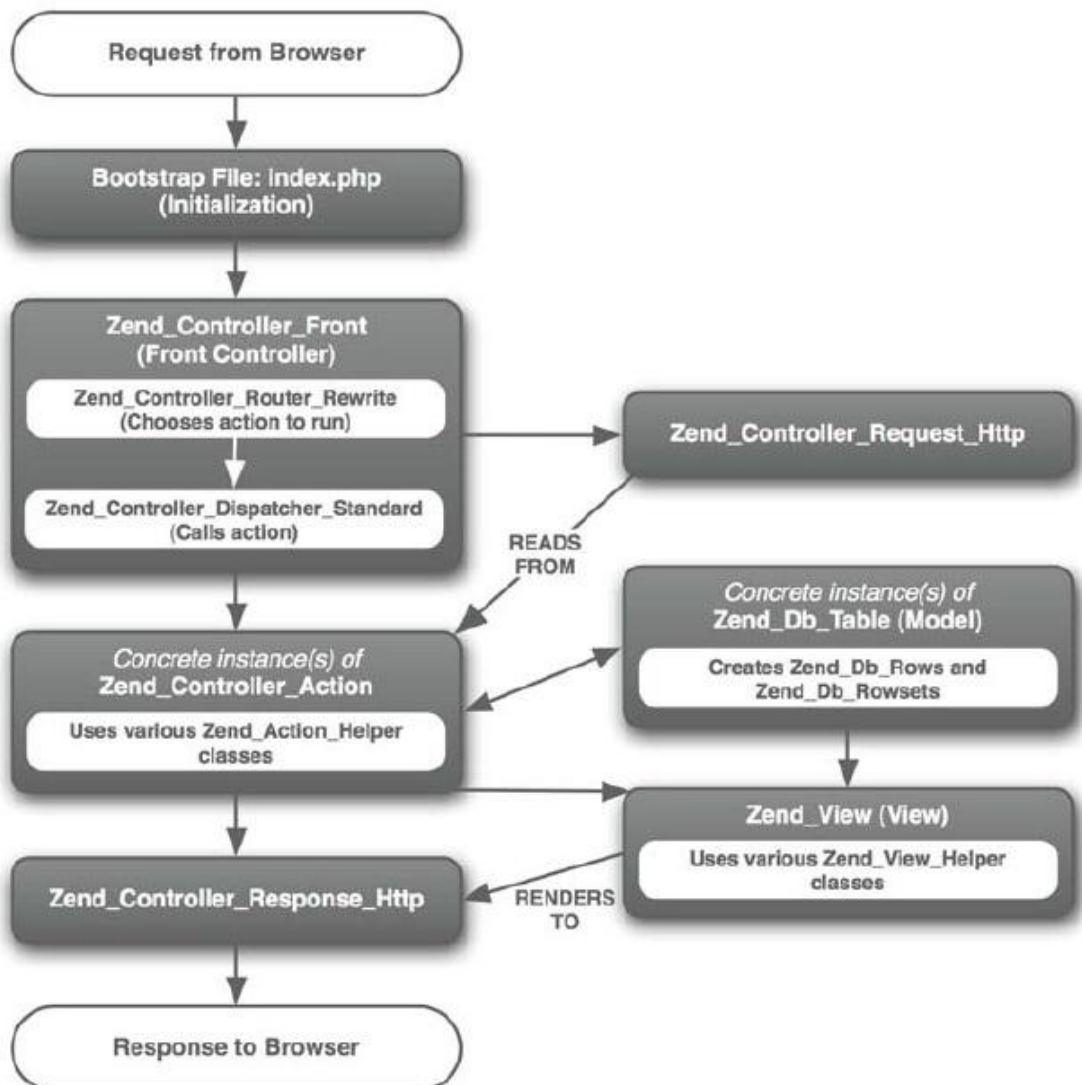 Request from Browser
Bootstrap File: Index.php
(Initialization)
Zend_Controller_Front
(Front Controller)
Zend_Controller_Router_Rewrite
(Chooses action to run)
Zend_Controller_Dispatcher_Standard
(Calls action)
Zend_Controller_Request_Http
READS
FROM
Concrete instance(s) of
Zend_Db_Table (Model)
Creates Zend_Db_Rows and
Zend_Db_Rowsets
Concrete instance(s) of
Zend_Controller_Action
Uses various Zend_Action_Helper
classes
Zend_View (View)
Uses various Zend_View_Helper
classes
RENDERS
TO
Zend_Controller_Response_Http
Response to Browser